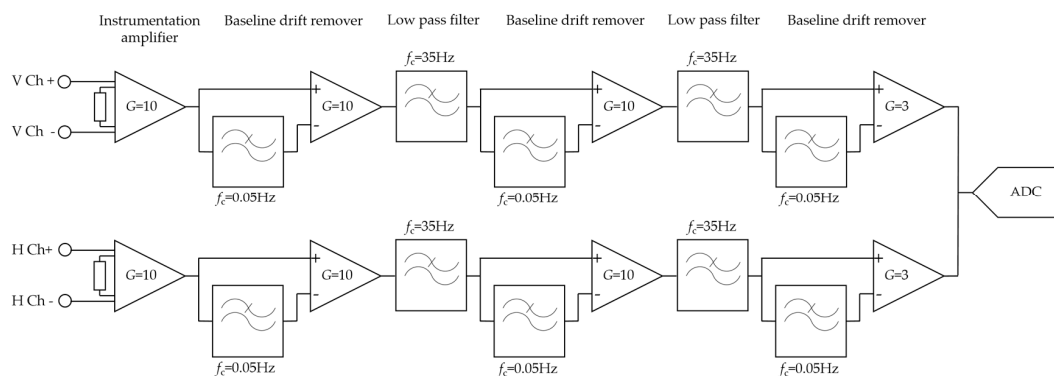 Instrumentation
amplifier
Baseline drift remover
Low pass filter
Baseline drift remover
Low pass filter
Baseline drift remover
fc=35Hz
fc=35Hz
V Ch +
V Ch -
G=10
+
-
G=10
+
-
G=10
+
-
G=3
fc=0.05Hz
fc=0.05Hz
fc=0.05Hz
ADC
fc=35Hz
fc=35Hz
H Ch+
H Ch -
G=10
+
-
G=10
+
-
G=10
+
-
G=3
fc=0.05Hz
fc=0.05Hz
fc=0.05Hz